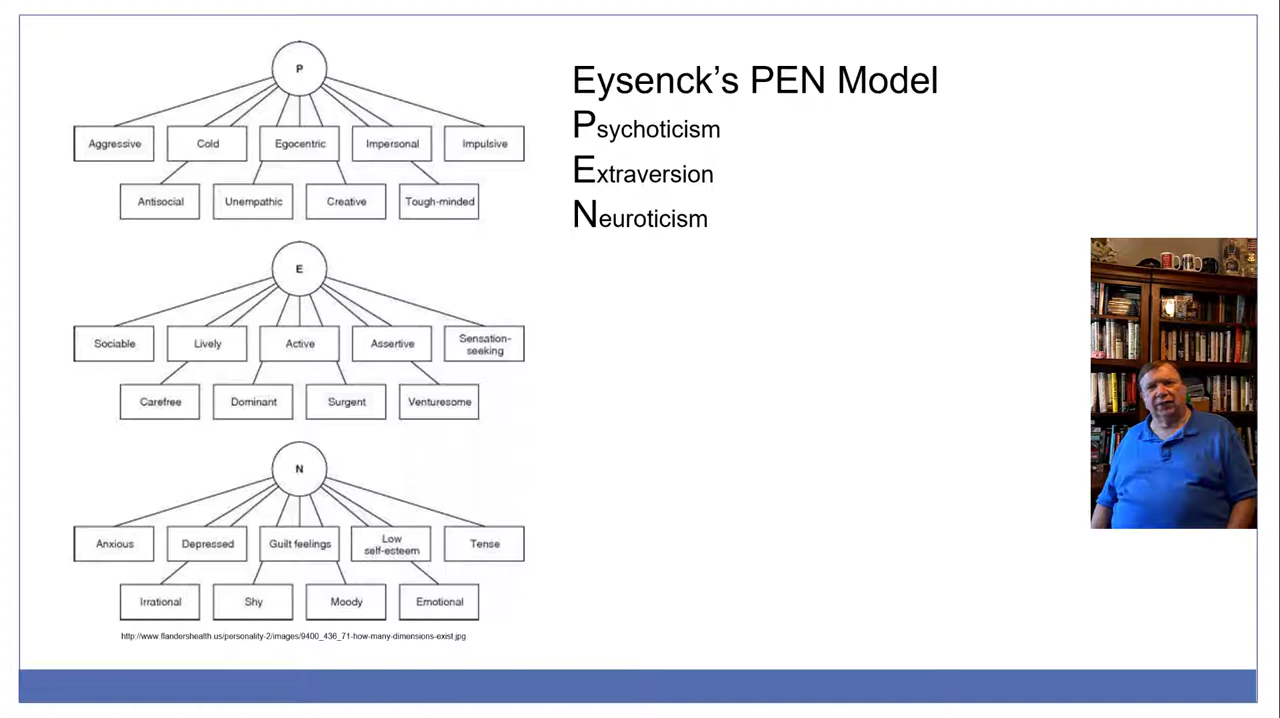 P
Aggressive Cold Egocentric Impersonal Impulsive
Antisocial Unempathic Creative Tough-minded
E
Sociable Lively Active Assertive Sensation-
seeking
Carefree Dominant Surgent Venturesome
N
Anxious Depressed Guilt feelings Low
self-esteem Tense
Irrational Shy Moody Emotional
http://www.flandershealth.us/personality-2/images/9400_436_71-how-many-dimensions-exist.jpg
Eysenck’s PEN Model
Psychoticism
Extraversion
Neuroticism